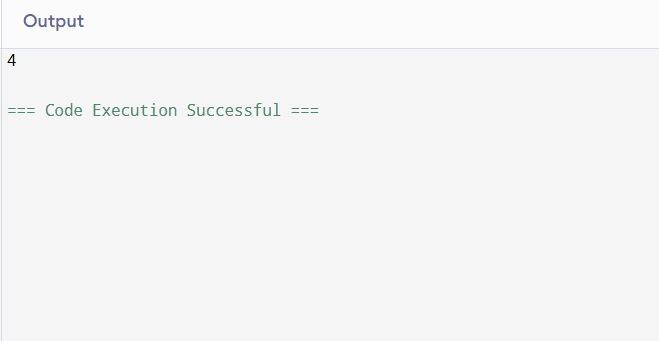 Output
4
=== Code Execution Successful ===